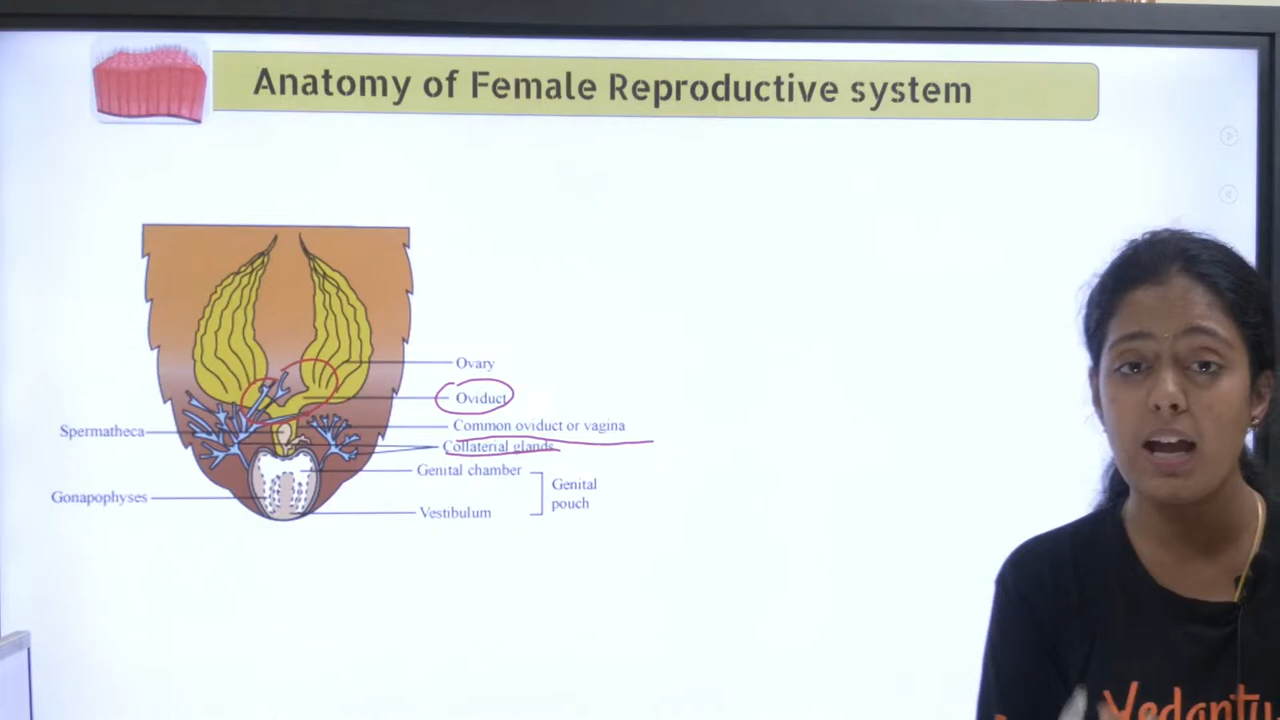 Anatomy of Female Reproductive system
Ovary
Oviduct
Common oviduct or vagina
Spermatheca
Collaterial glands
Genital chamber
Genital
pouch
Gonapophyses
Vestibulum
Vedantu